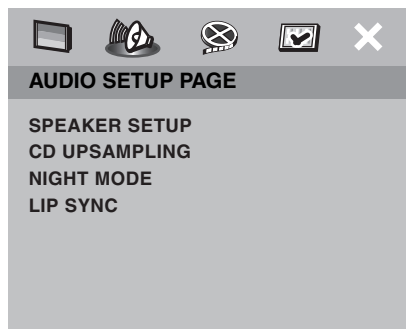 AUDIO SETUP PAGE
SPEAKER SETUP
CD UPSAMPLING
NIGHT MODE
LIP SYNC